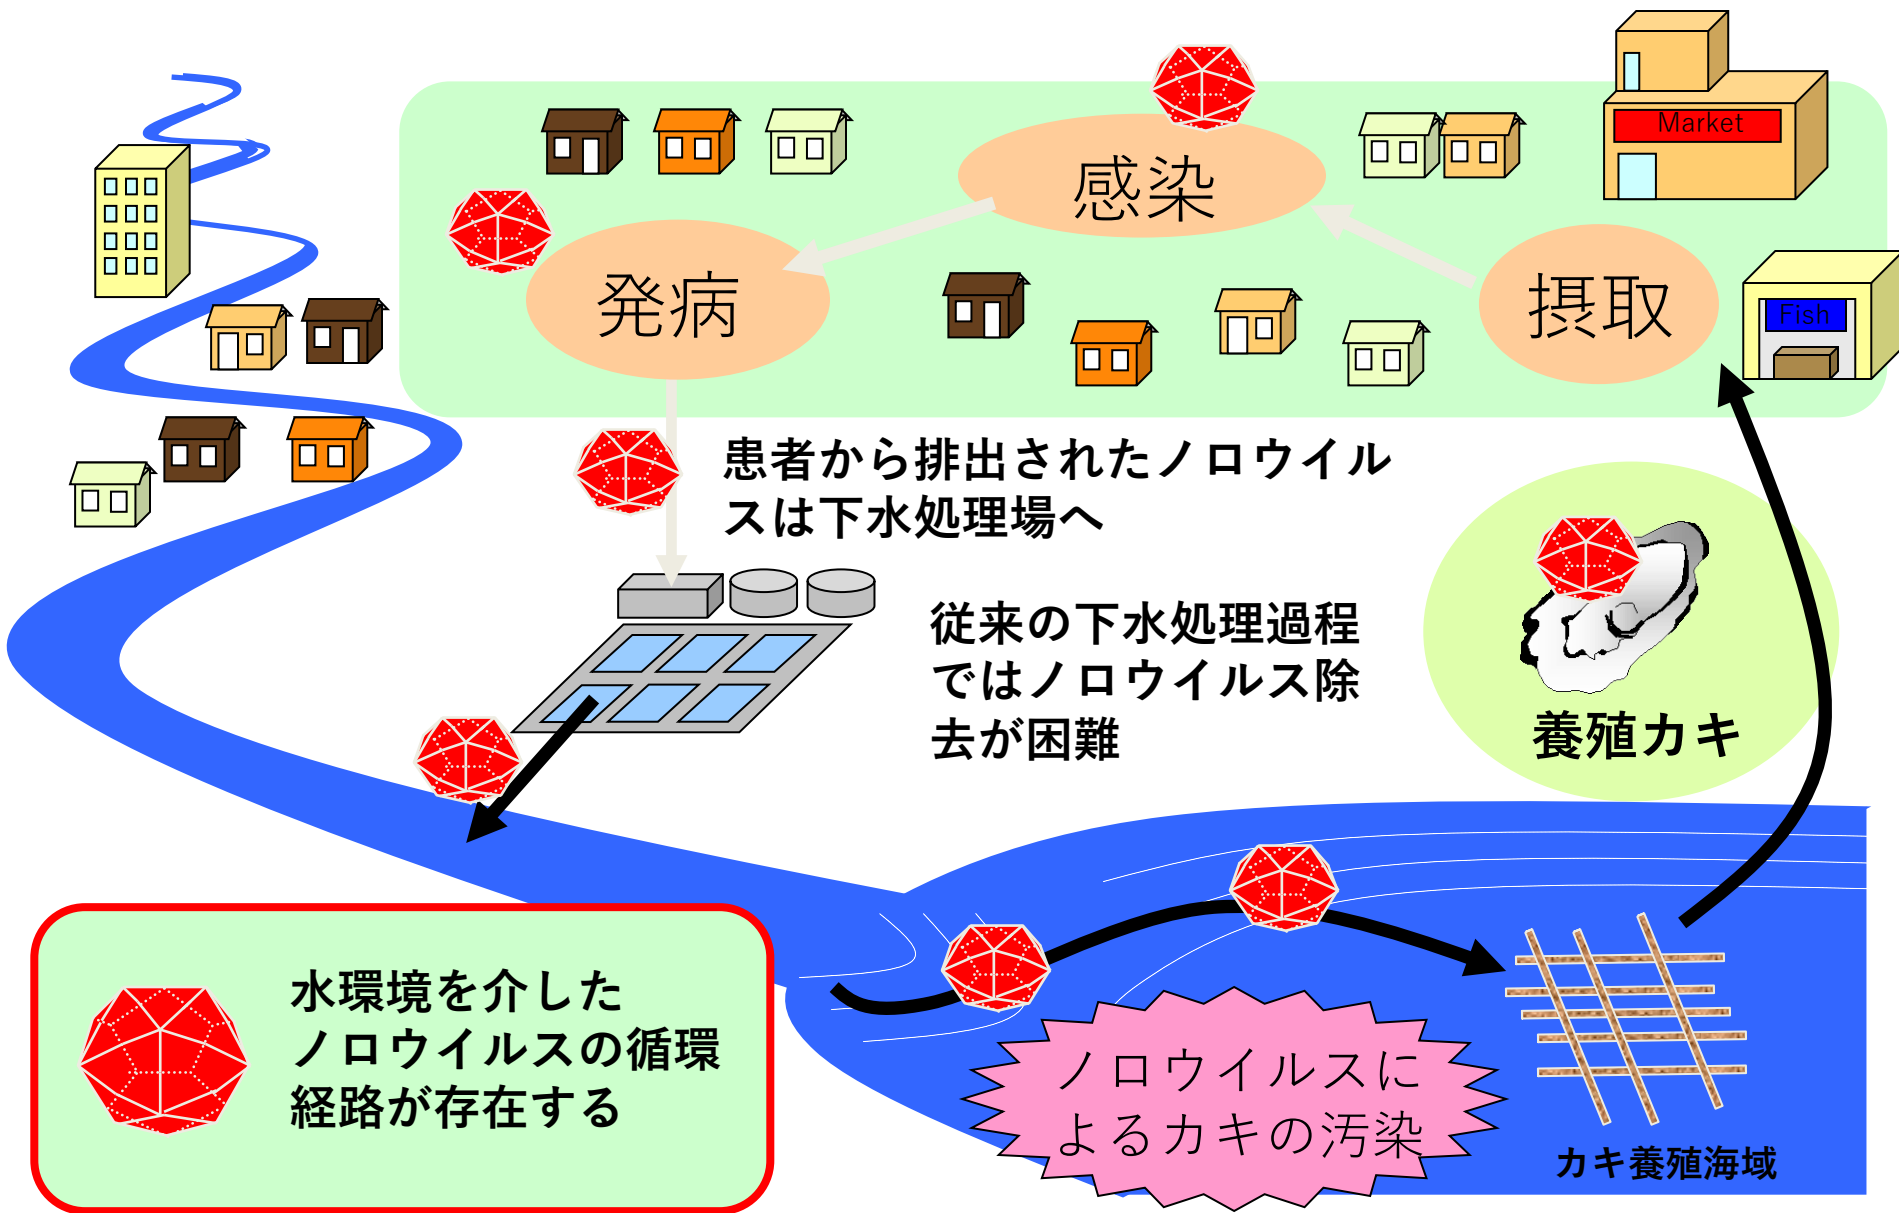 Market
感染
発病
摂取
Fish
患者から排出されたノロウイル
スは下水処理場へ
従来の下水処理過程
ではノロウイルス除
去が困難
養殖カキ
水環境を介した
ノロウイルスの循環
経路が存在する
ノロウイルスに
よるカキの汚染
カキ養殖海域